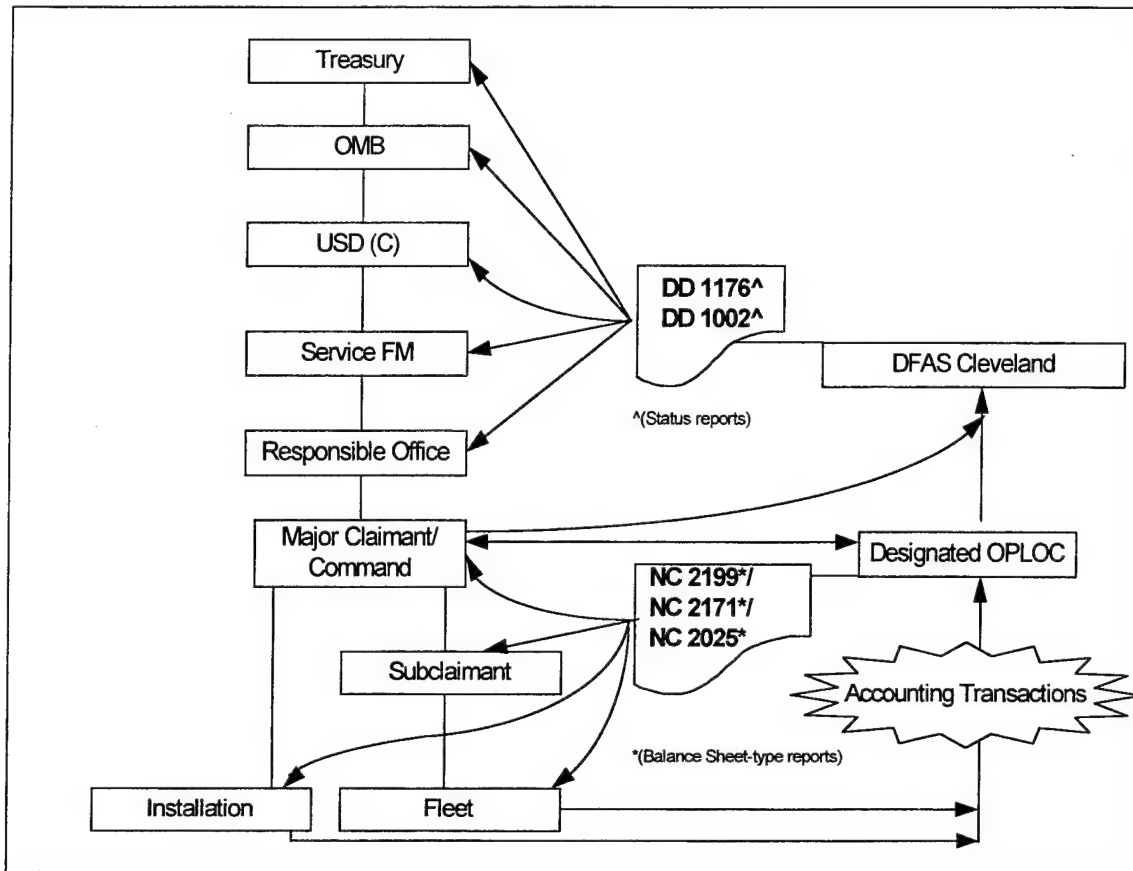 Treasury
OMB
USD (C)
DD 1176^
DD 1002^
Service FM
DFAS Cleveland
^(Status reports)
Responsible Office
Major Claimant/
Command
Designated OPLOC
NC 2199*/
NC 2171*/
NC 2025*
Subclaimant
Accounting Transactions
*(Balance Sheet-type reports)
Installation
Fleet